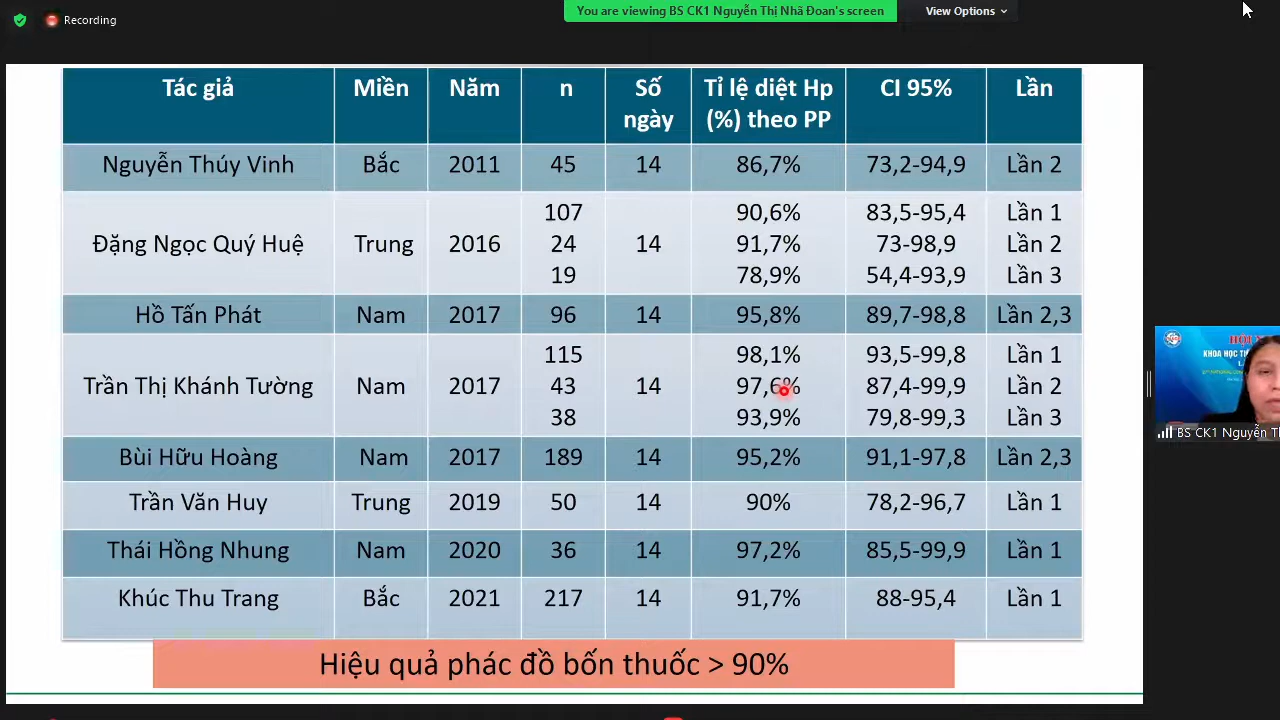 Recording
You are viewing BS CK1 Nguyễn Thị Nhã Đoan's screen
View Options
Tác giả Miền Năm n Số ngày Tỉ lệ diệt Hp (%) theo PP CI 95% Lần
Nguyễn Thúy Vinh Bắc 2011 45 14 86,7% 73,2-94,9 Lần 2
107 90,6% 83,5-95,4 Lần 1
Đặng Ngọc Quý Huệ Trung 2016 24 14 91,7% 73-98,9 Lần 2
19 78,9% 54,4-93,9 Lần 3
Hồ Tấn Phát Nam 2017 96 14 95,8% 89,7-98,8 Lần 2,3
115 98,1% 93,5-99,8 Lần 1
Trần Thị Khánh Tường Nam 2017 43 14 97,6% 87,4-99,9 Lần 2
38 93,9% 79,8-99,3 Lần 3
Bùi Hữu Hoàng Nam 2017 189 14 95,2% 91,1-97,8 Lần 2,3
Trần Văn Huy Trung 2019 50 14 90% 78,2-96,7 Lần 1
Thái Hồng Nhung Nam 2020 36 14 97,2% 85,5-99,9 Lần 1
Khúc Thu Trang Bắc 2021 217 14 91,7% 88-95,4 Lần 1
Hiệu quả phác đồ bốn thuốc > 90%
BS CK1 Nguyễn